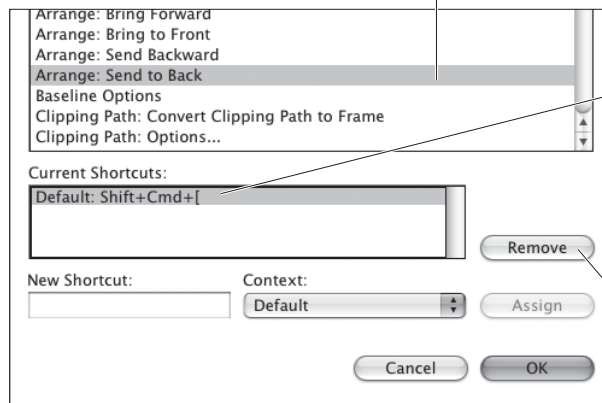 Arrange: Bring Forward
Arrange: Bring to Front
Arrange: Send Backward
Arrange: Send to Back
Baseline Options
Clipping Path: Convert Clipping Path to Frame
Clipping Path: Options...
Current Shortcuts:
Default: Shift+Cmd+[
Remove
New Shortcut: Context:
Default Assign
Cancel OK